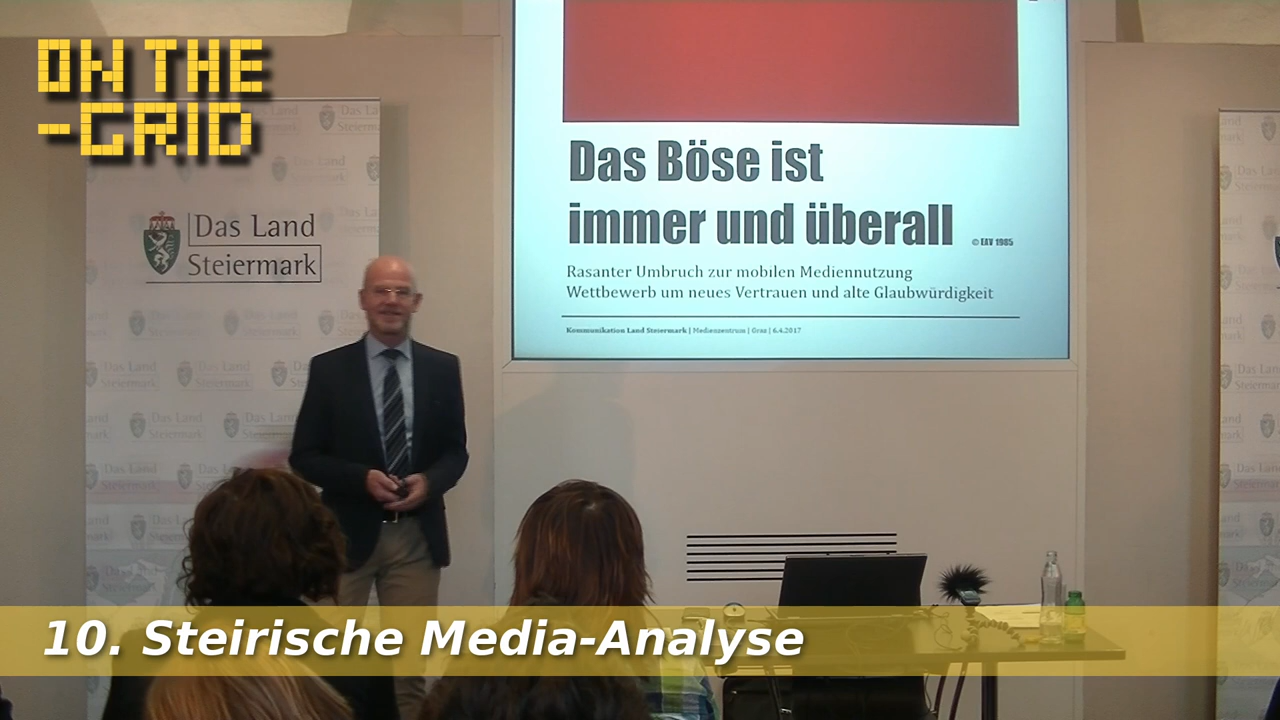 ON THE
-GRID
Das Land
Steiermark
Das Böse ist
immer und überall
© EAV 1985
Rasanter Umbruch zur mobilen Mediennutzung
Wettbewerb um neues Vertrauen und alte Glaubwürdigkeit
Kommunikation Land Steiermark | Medienzentrum | Graz | 6.4.2017
10. Steirische Media-Analyse